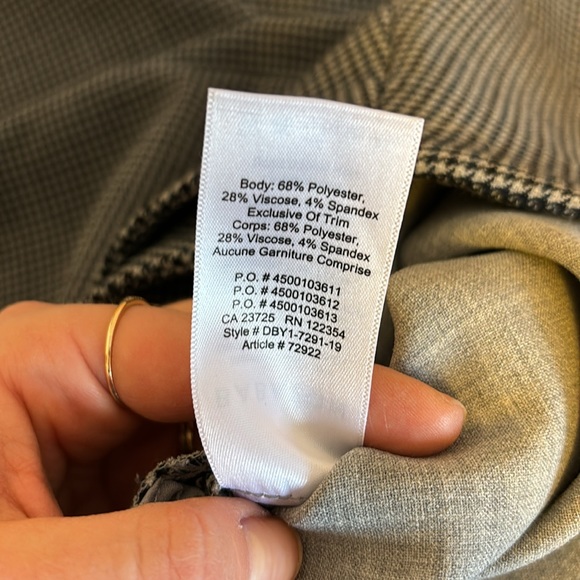 Body: 68% Polyester,
28% Viscose, 4% Spandex
Exclusive Of Trim
Corps: 68% Polyester,
28% Viscose, 4% Spandex
Aucune Garniture Comprise
P.O. # 4500103611
P.O. # 4500103612
P.O. # 4500103613
CA 23725 RN 122354
Style # DBY1-7291-19
Article # 72922